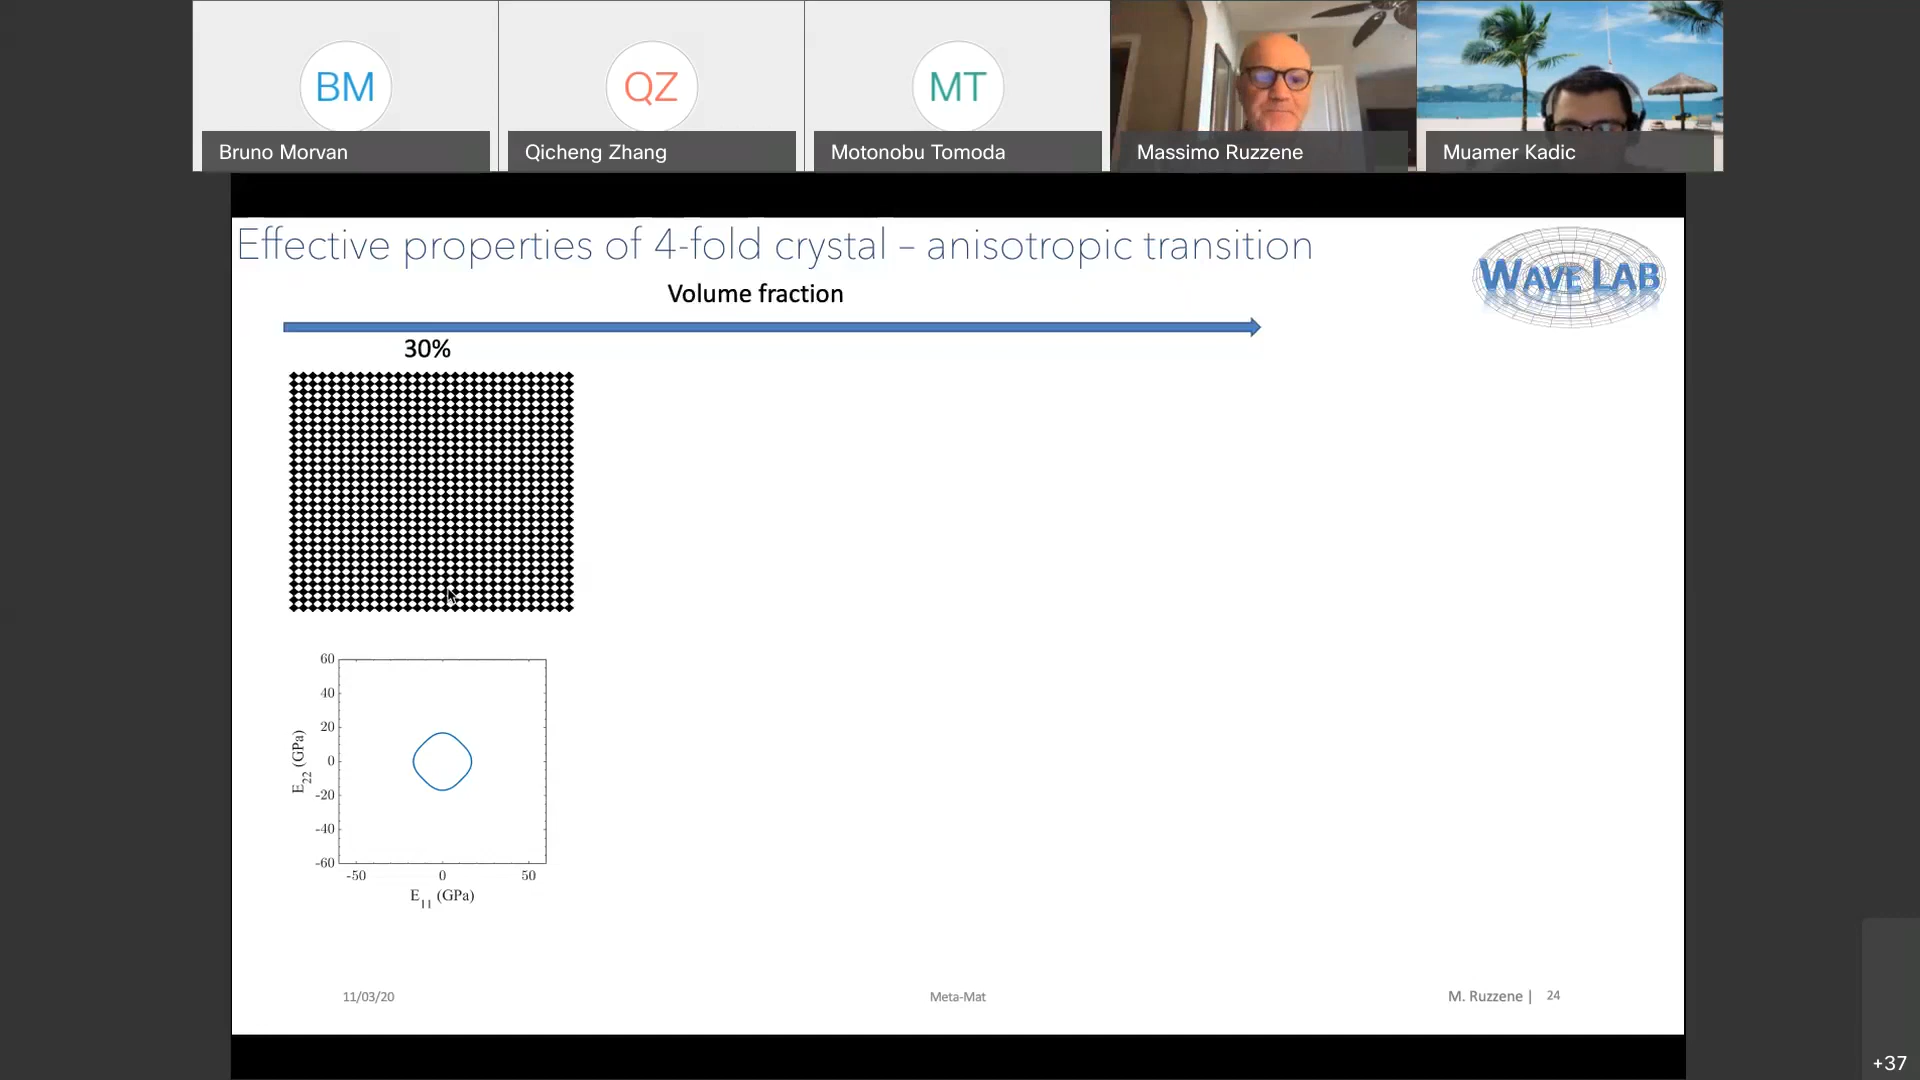 BM
QZ
MT
Bruno Morvan
Qicheng Zhang
Motonobu Tomoda
Massimo Ruzzene
Muamer Kadic
Effective properties of 4-fold crystal – anisotropic transition
WAVE LAB
Volume fraction
30%
60
40
20
0
-20
-40
-60
E22 (GPa)
-50 0 50
E11 (GPa)
11/03/20
Meta-Mat
M. Ruzzene | 24
+37